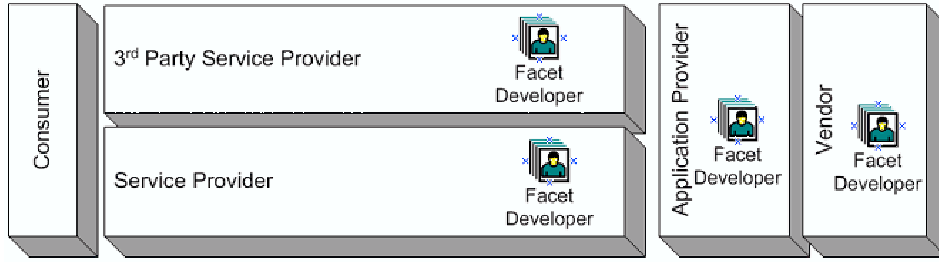 Consumer
3rd Party Service Provider
Facet
Developer
Service Provider
Facet
Developer
Application Provider
Facet
Developer
Vendor
Facet
Developer